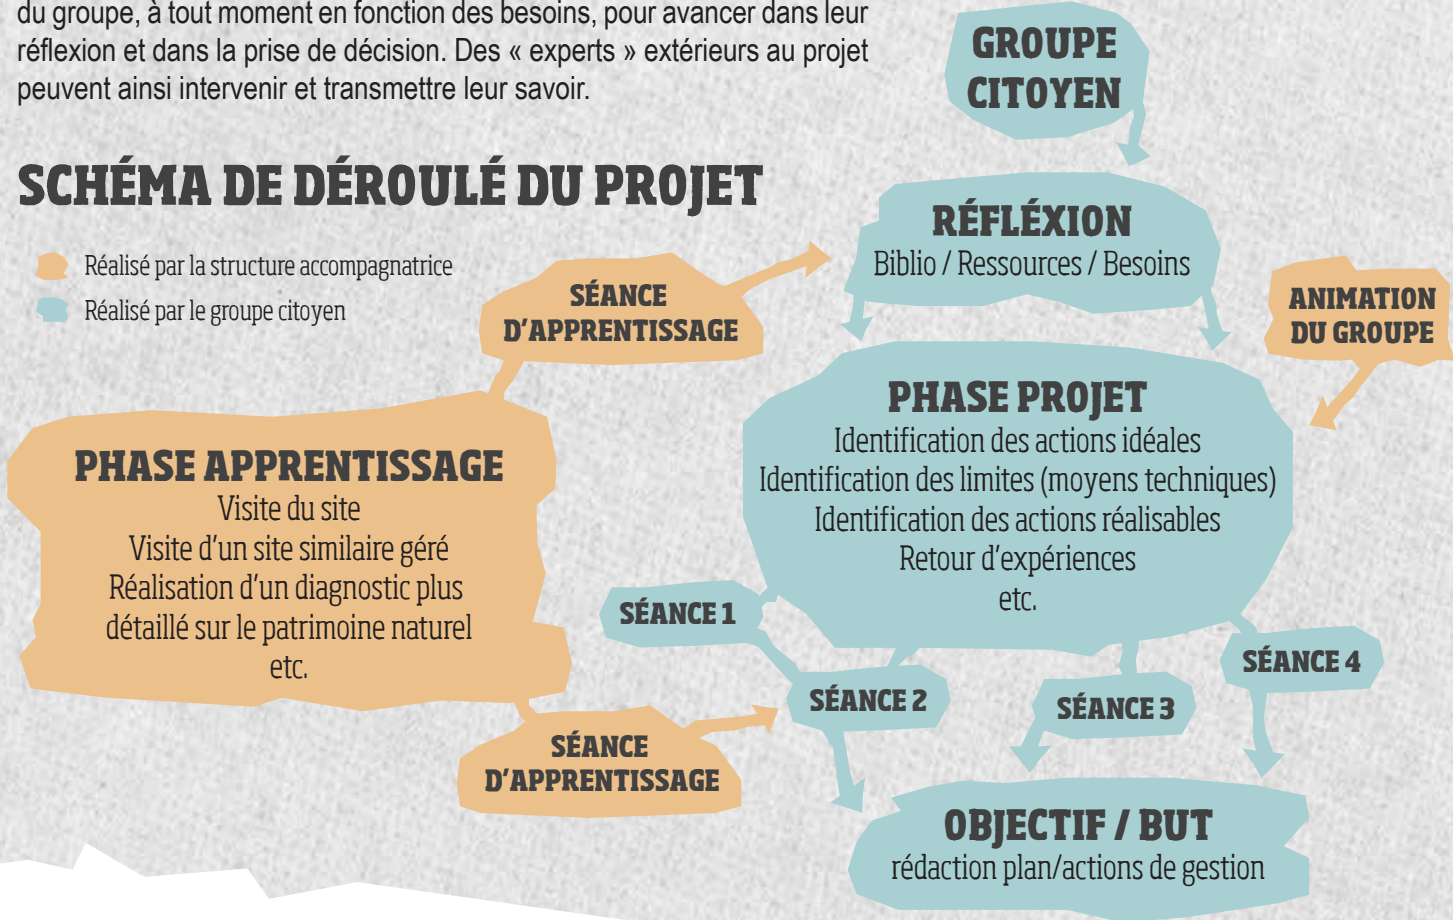 du groupe, à tout moment en fonction des besoins, pour avancer dans leur
réflexion et dans la prise de décision. Des « experts » extérieurs au projet
peuvent ainsi intervenir et transmettre leur savoir.
SCHÉMA DE DÉROULÉ DU PROJET
Réalisé par la structure accompagnatrice
Réalisé par le groupe citoyen
GROUPE
CITOYEN
RÉFLÉXION
Biblio / Ressources / Besoins
SÉANCE
D'APPRENTISSAGE
ANIMATION
DU GROUPE
PHASE APPRENTISSAGE
Visite du site
Visite d'un site similaire géré
Réalisation d'un diagnostic plus
détaillé sur le patrimoine naturel
etc.
PHASE PROJET
Identification des actions idéales
Identification des limites (moyens techniques)
Identification des actions réalisables
Retour d'expériences
etc.
SÉANCE 1
SÉANCE 2
SÉANCE 3
SÉANCE 4
SÉANCE
D'APPRENTISSAGE
OBJECTIF / BUT
rédaction plan/actions de gestion